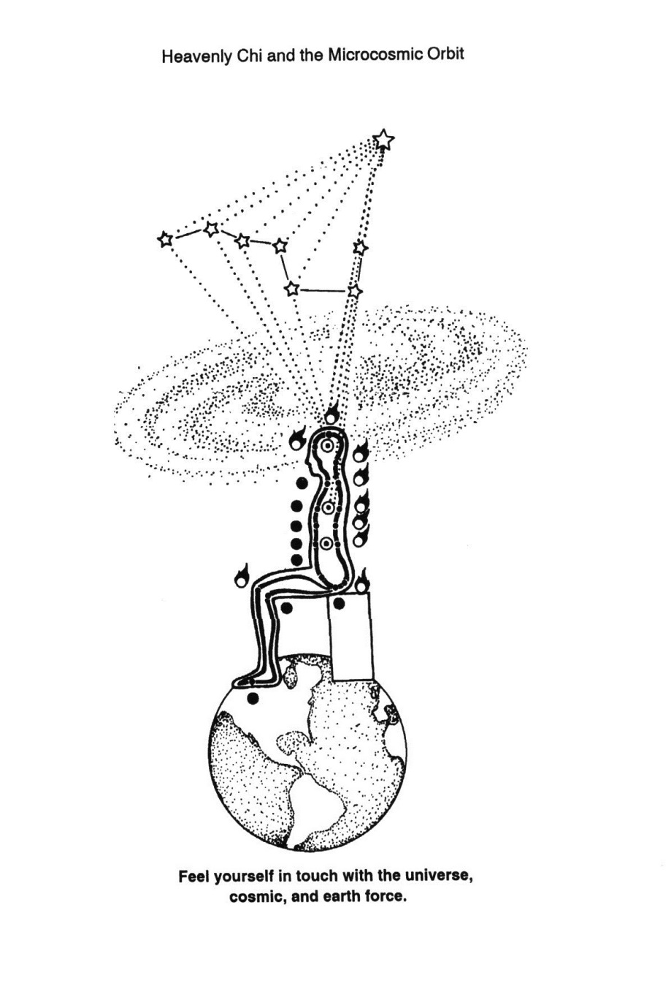 Heavenly Chi and the Microcosmic Orbit
Feel yourself in touch with the universe,
cosmic, and earth force.